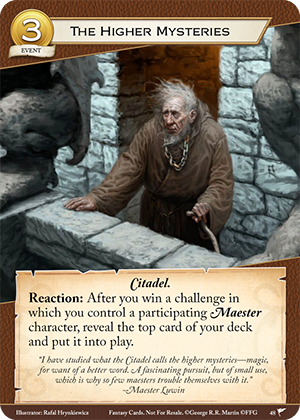 3
EVENT
The Higher Mysteries
Citadel.
Reaction: After you win a challenge in
which you control a participating Maester
character, reveal the top card of your deck
and put it into play.
"I have studied what the Citadel calls the higher mysteries—magic,
for want of a better word. A fascinating pursuit, but of small use,
which is why so few maesters trouble themselves with it."
–Maester Luwin
Illustrator: Rafał Hrynkiewicz
Fantasy Cards. Not For Resale. ©George R.R. Martin ©FFG
48